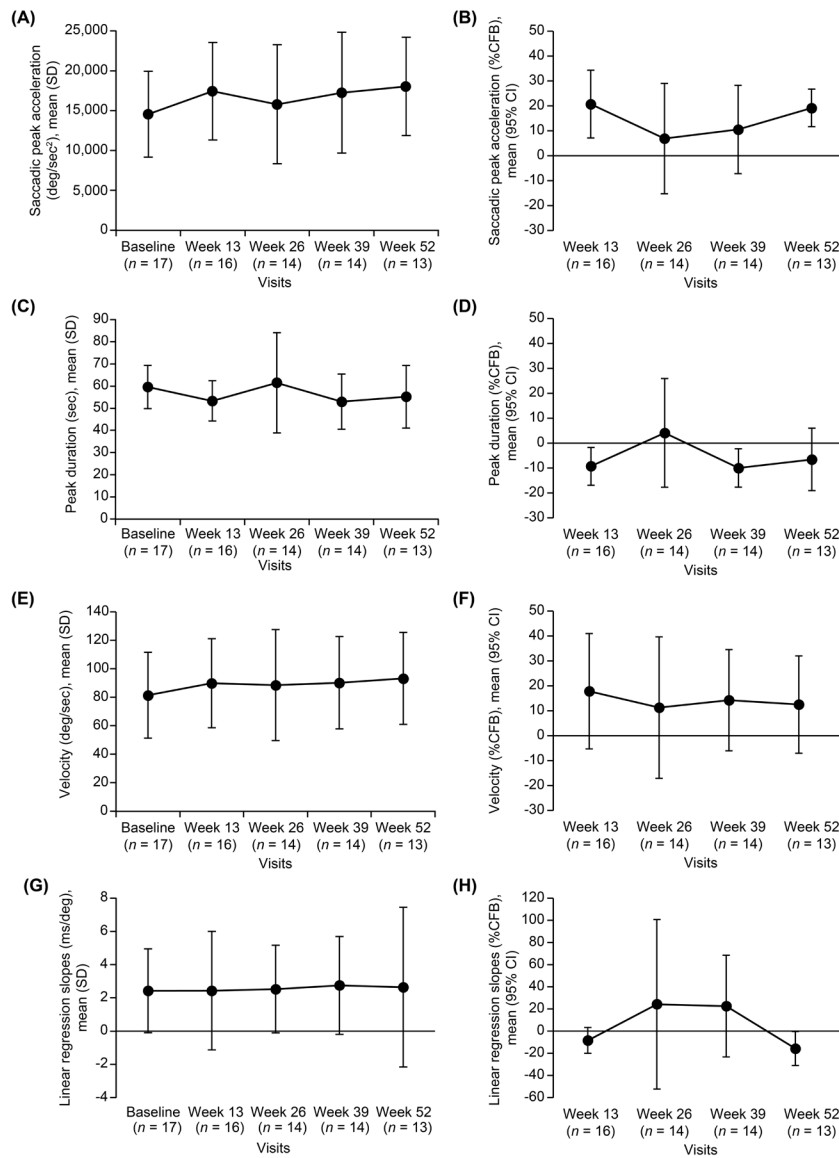 (A)
Saccadic peak acceleration
(deg/sec²), mean (SD)
25,000
20,000
15,000
10,000
5,000
0
Baseline Week 13 Week 26 Week 39 Week 52
(n = 17) (n = 16) (n = 14) (n = 14) (n = 13)
Visits
(B)
Saccadic peak acceleration (%CFB),
mean (95% CI)
50
40
30
20
10
0
-10
-20
-30
Week 13 Week 26 Week 39 Week 52
(n = 16) (n = 14) (n = 14) (n = 13)
Visits
(C)
Peak duration (sec), mean (SD)
90
80
70
60
50
40
30
20
10
0
Baseline Week 13 Week 26 Week 39 Week 52
(n = 17) (n = 16) (n = 14) (n = 14) (n = 13)
Visits
(D)
Peak duration (%CFB),
mean (95% CI)
50
40
30
20
10
0
-10
-20
-30
Week 13 Week 26 Week 39 Week 52
(n = 16) (n = 14) (n = 14) (n = 13)
Visits
(E)
Velocity (deg/sec), mean (SD)
140
120
100
80
60
40
20
0
Baseline Week 13 Week 26 Week 39 Week 52
(n = 17) (n = 16) (n = 14) (n = 14) (n = 13)
Visits
(F)
Velocity (%CFB), mean (95% CI)
50
40
30
20
10
0
-10
-20
-30
Week 13 Week 26 Week 39 Week 52
(n = 16) (n = 14) (n = 14) (n = 13)
Visits
(G)
Linear regression slopes (ms/deg),
mean (SD)
8
6
4
2
0
-2
-4
Baseline Week 13 Week 26 Week 39 Week 52
(n = 17) (n = 16) (n = 14) (n = 14) (n = 13)
Visits
(H)
Linear regression slopes (%CFB),
mean (95% CI)
120
100
80
60
40
20
0
-20
-40
-60
Week 13 Week 26 Week 39 Week 52
(n = 16) (n = 14) (n = 14) (n = 13)
Visits